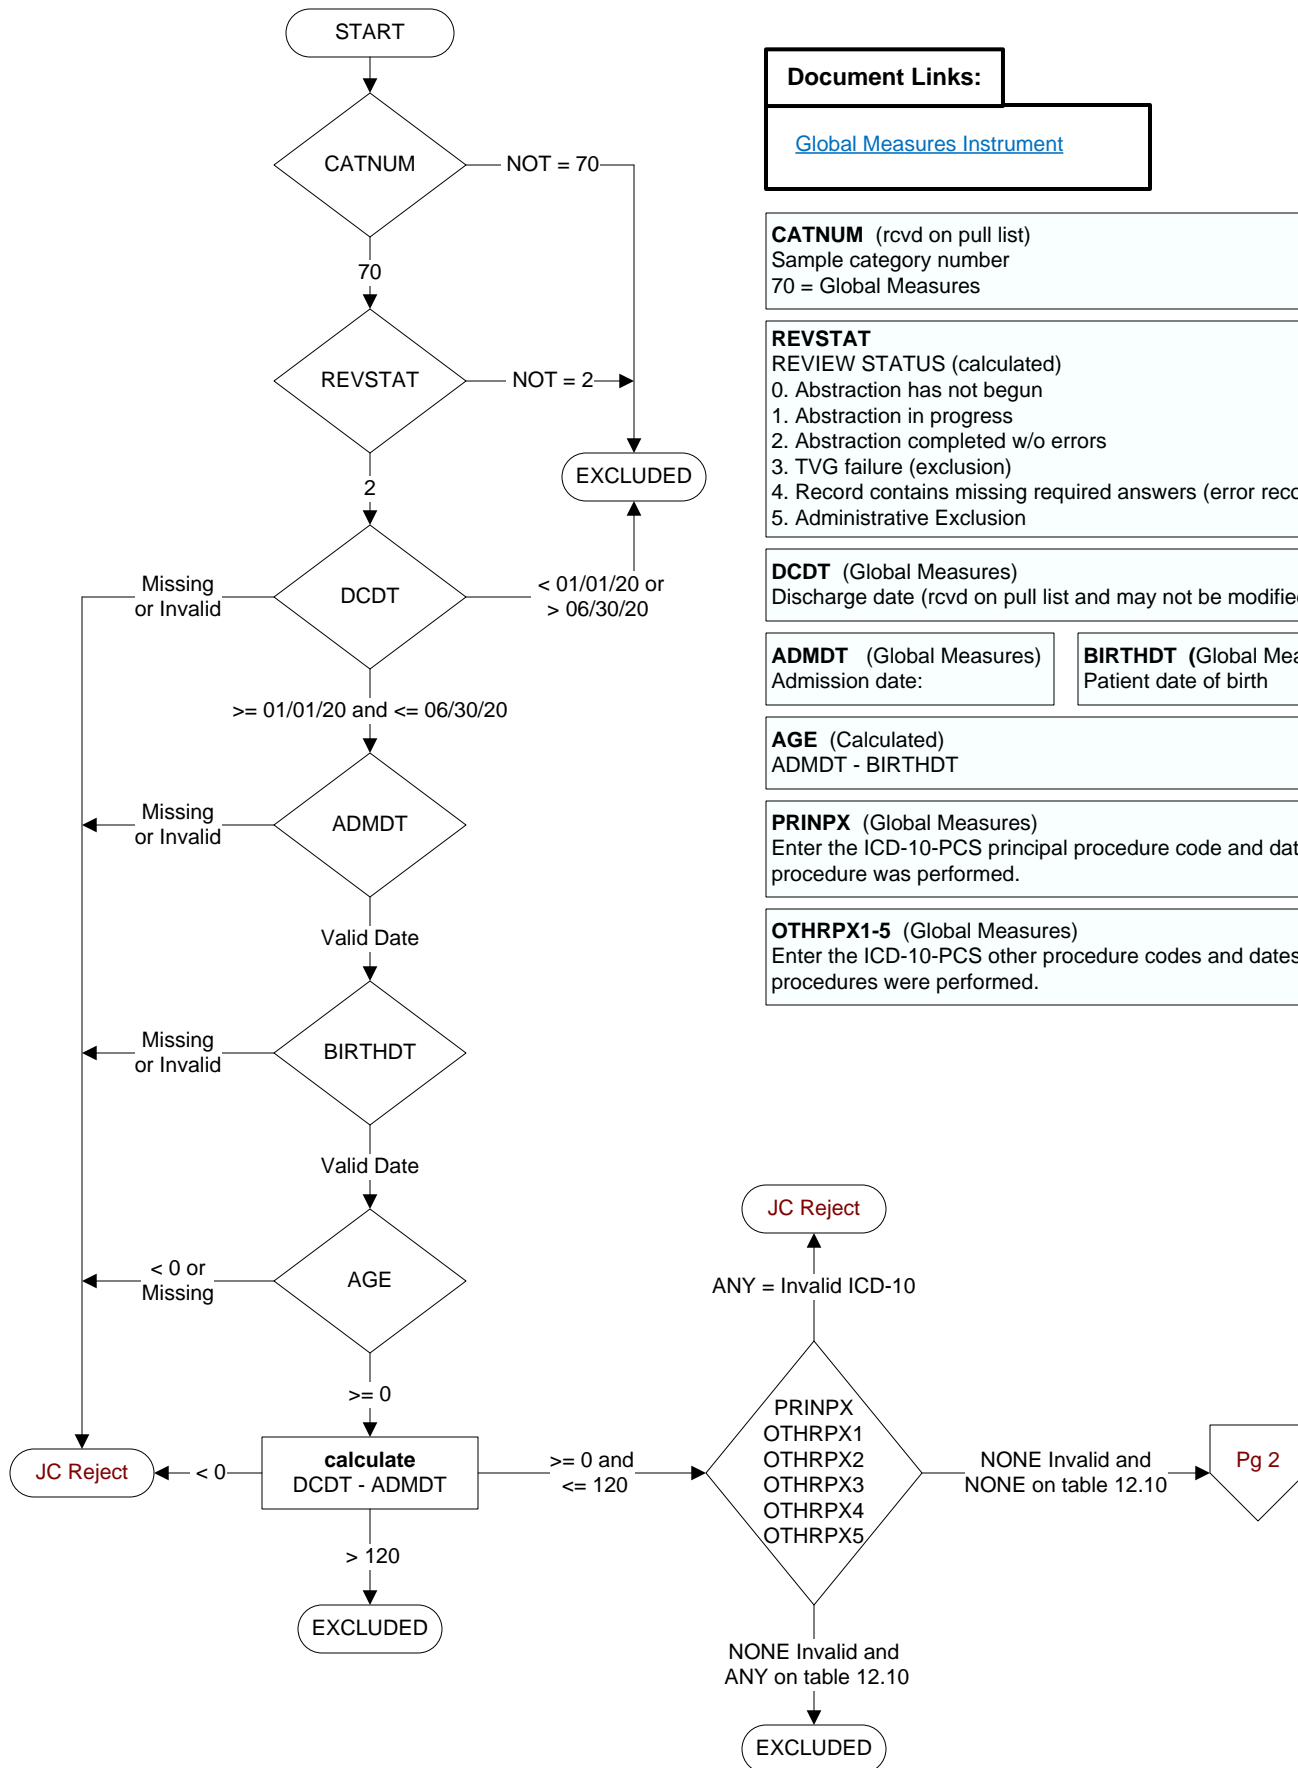 START
CATNUM
NOT = 70
70
REVSTAT
NOT = 2
EXCLUDED
2
DCDT
Missing
or Invalid
< 01/01/20 or
> 06/30/20
>= 01/01/20 and <= 06/30/20
ADMDT
Missing
or Invalid
Valid Date
BIRTHDT
Missing
or Invalid
Valid Date
AGE
< 0 or
Missing
>= 0
JC Reject
< 0
calculate
DCDT - ADMDT
>= 0 and
<= 120
> 120
EXCLUDED
JC Reject
ANY = Invalid ICD-10
PRINPX
OTHRPX1
OTHRPX2
OTHRPX3
OTHRPX4
OTHRPX5
NONE Invalid and
NONE on table 12.10
Pg 2
NONE Invalid and
ANY on table 12.10
EXCLUDED
Document Links:
Global Measures Instrument
CATNUM (rcvd on pull list)
Sample category number
70 = Global Measures
REVSTAT
REVIEW STATUS (calculated)
0. Abstraction has not begun
1. Abstraction in progress
2. Abstraction completed w/o errors
3. TVG failure (exclusion)
4. Record contains missing required answers (error
5. Administrative Exclusion
DCDT (Global Measures)
Discharge date (rcvd on pull list and may not be
ADMDT (Global Measures)
Admission date:
BIRTHDT (Global
Patient date of birth
AGE (Calculated)
ADMDT - BIRTHDT
PRINPX (Global Measures)
Enter the ICD-10-PCS principal procedure code and
procedure was performed.
OTHRPX1-5 (Global Measures)
Enter the ICD-10-PCS other procedure codes and dates
procedures were performed.